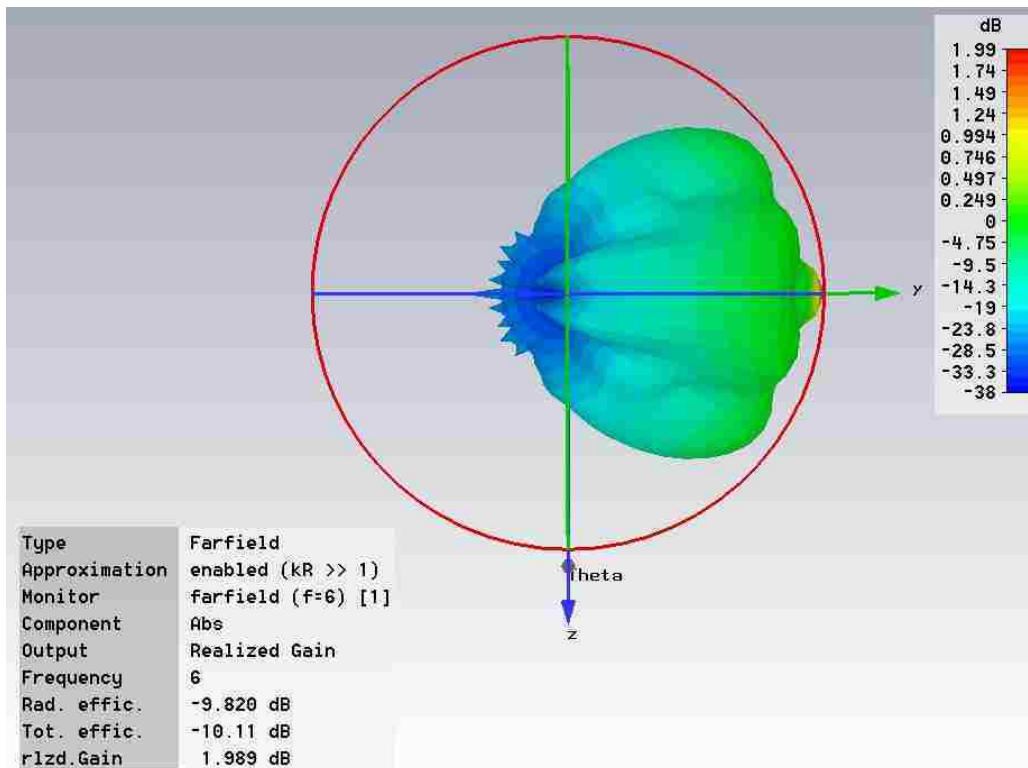 dB
1.99
1.74
1.49
1.24
0.994
0.746
0.497
0.249
0
-4.75
-9.5
-14.3
-19
-23.8
-28.5
-33.3
-38
y
Theta
z
Type Farfield
Approximation enabled (kR >> 1)
Monitor farfield (f=6) [1]
Component Abs
Output Realized Gain
Frequency 6
Rad. effic. -9.820 dB
Tot. effic. -10.11 dB
rlzd.Gain 1.989 dB